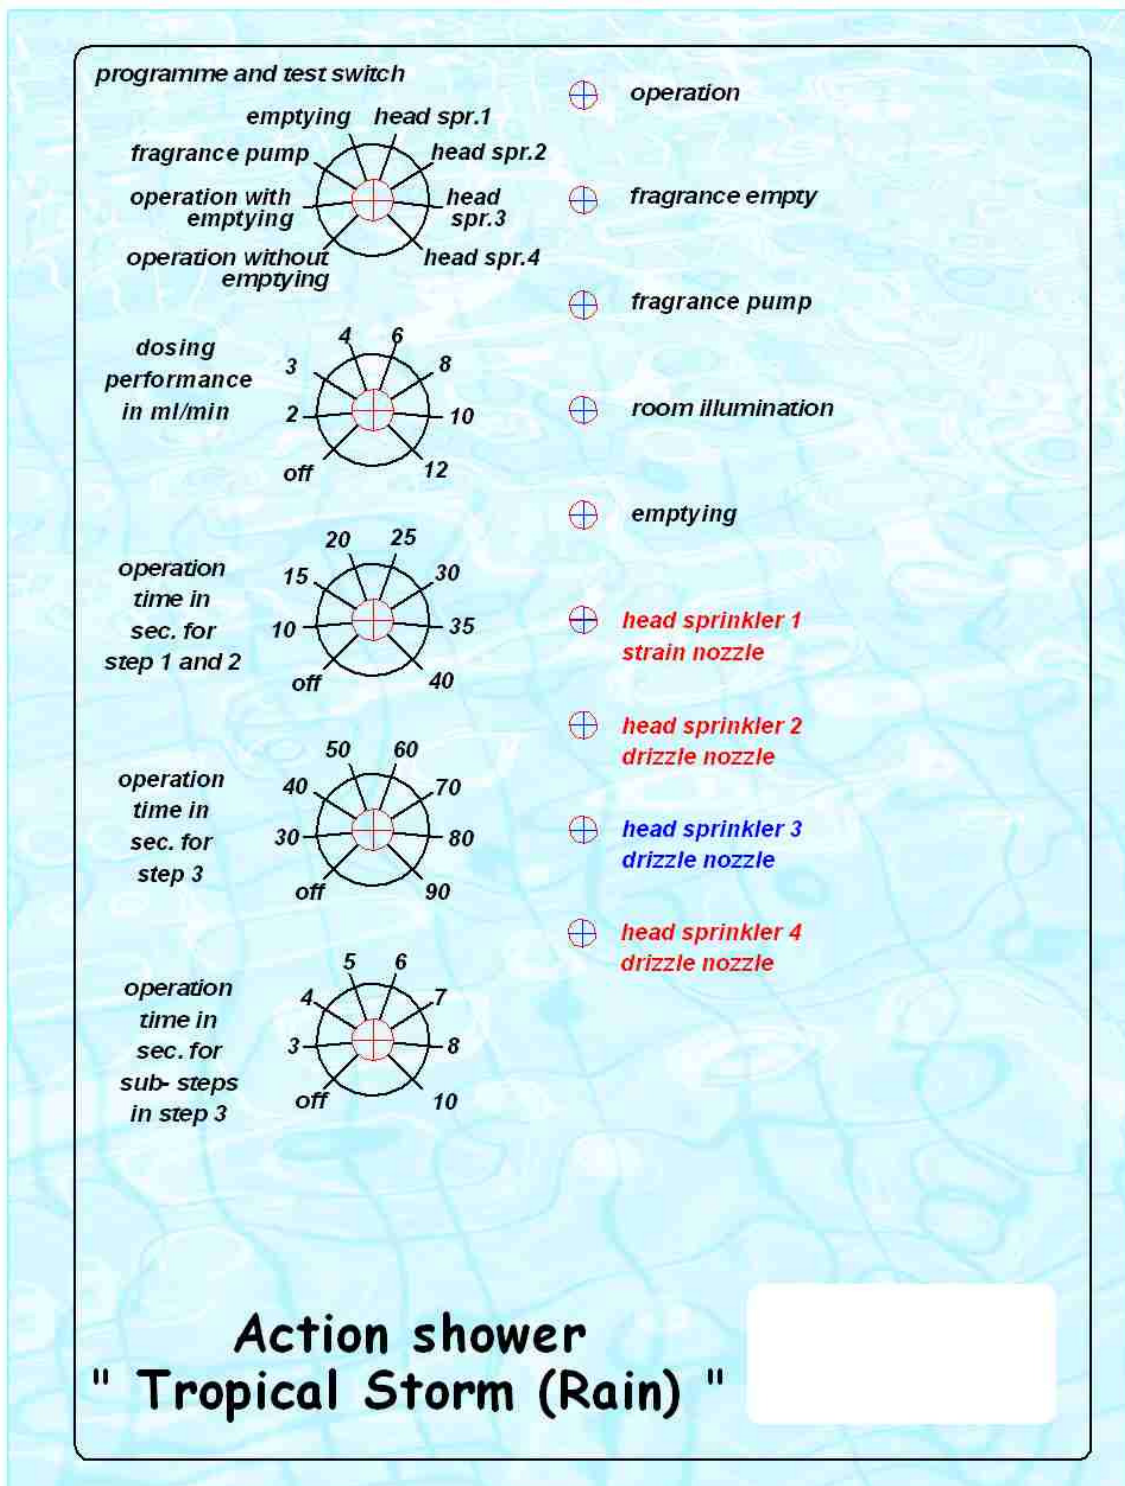 programme and test switch
emptying head spr.1
fragrance pump head spr.2
operation with head
emptying spr.3
operation without head spr.4
emptying
dosing
performance
in ml/min
4 6
3 8
2 10
off 12
operation
time in
sec. for
step 1 and 2
20 25
15 30
10 35
off 40
operation
time in
sec. for
step 3
50 60
40 70
30 80
off 90
operation
time in
sec. for
sub- steps
in step 3
5 6
4 7
3 8
off 10
operation
fragrance empty
fragrance pump
room illumination
emptying
head sprinkler 1
strain nozzle
head sprinkler 2
drizzle nozzle
head sprinkler 3
drizzle nozzle
head sprinkler 4
drizzle nozzle
Action shower
" Tropical Storm (Rain) "